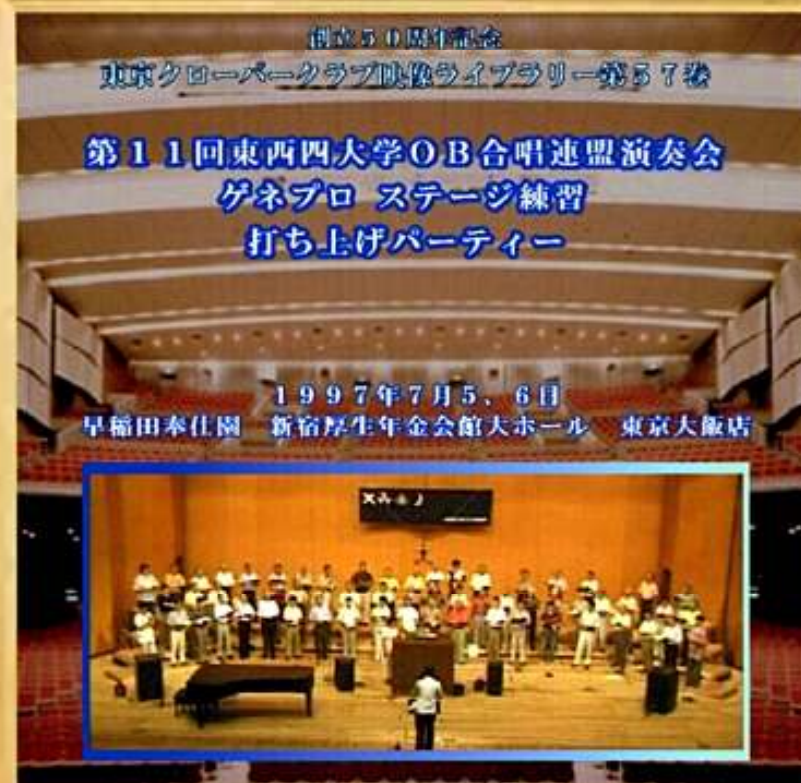 創立５０周年記念
東京クローバークラブ映像ライブラリー第５７巻
第１１回東西四大学ＯＢ合唱連盟演奏会
ゲネプロ ステージ練習
打ち上げパーティー
１９９７年７月５、６日
早稲田奉仕園　新宿厚生年金会館大ホール　東京大飯店